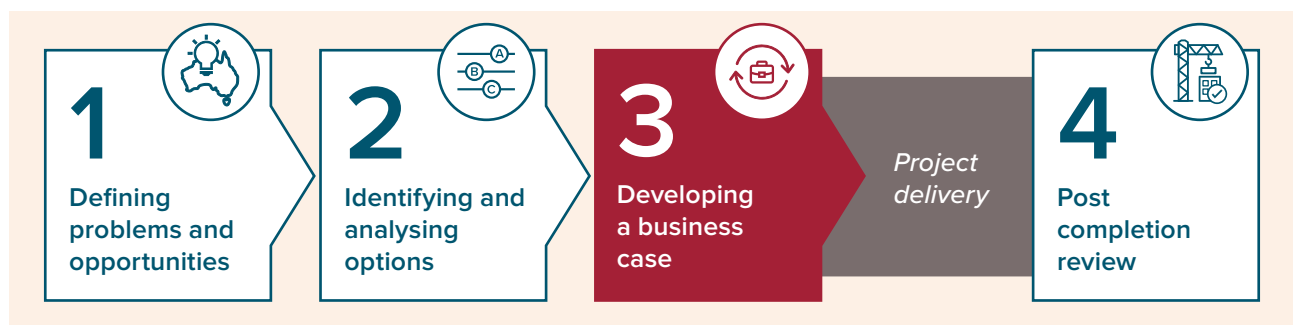 1
Defining
problems and
opportunities
A
B
C
2
Identifying and
analysing
options
3
Developing
a business
case
Project
delivery
4
Post
completion
review